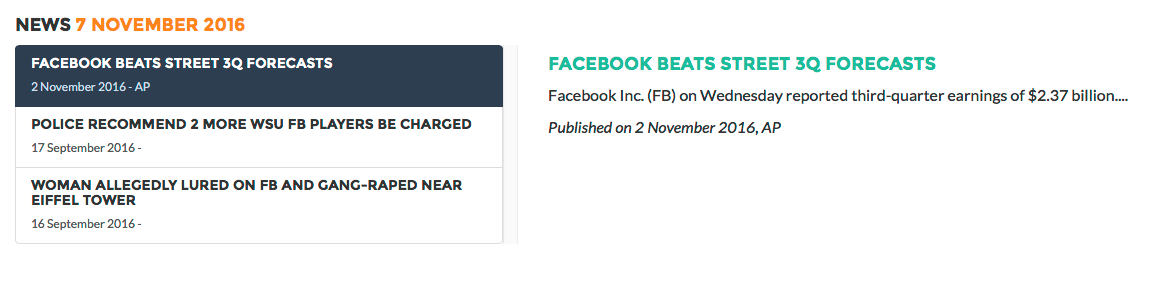 NEWS 7 NOVEMBER 2016
FACEBOOK BEATS STREET 3Q FORECASTS
2 November 2016 - AP
POLICE RECOMMEND 2 MORE WSU FB PLAYERS BE CHARGED
17 September 2016 -
WOMAN ALLEGEDLY LURED ON FB AND GANG-RAPED NEAR
EIFFEL TOWER
16 September 2016 -
FACEBOOK BEATS STREET 3Q FORECASTS
Facebook Inc. (FB) on Wednesday reported third-quarter earnings of $2.37 billion....
Published on 2 November 2016, AP